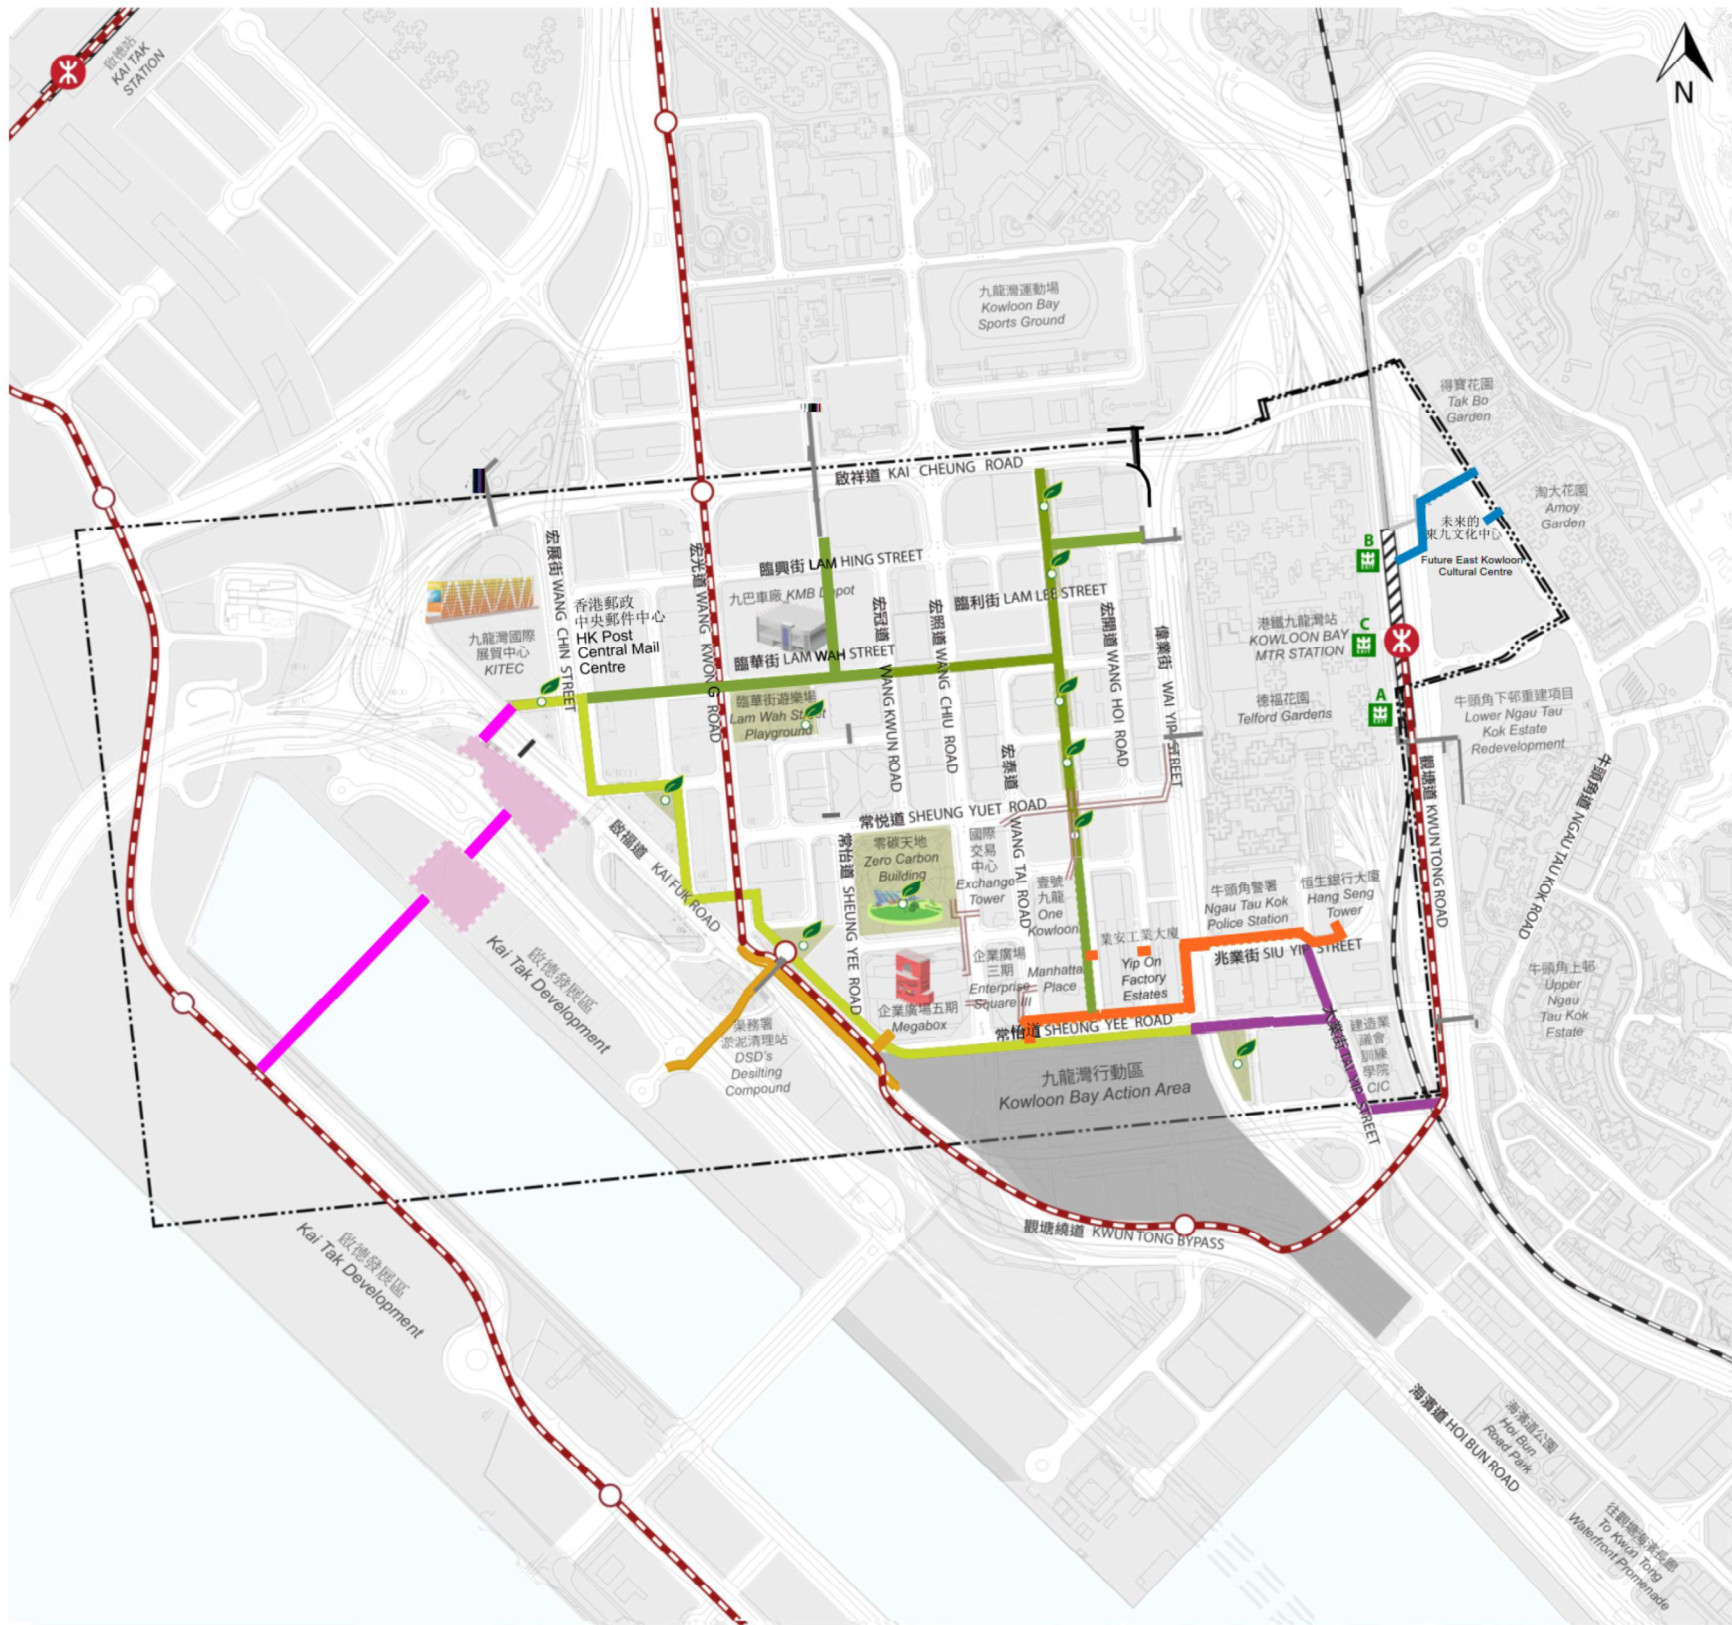 啟德站
KAI TAK
STATION
N
九龍灣運動場
Kowloon Bay
Sports Ground
得寶花園
Tak Bo
Garden
啟祥道 KAI CHEUNG ROAD
淘大花園
Amoy
Garden
未來的
東九文化中心
Future East Kowloon
Cultural Centre
B
EXIT
C
EXIT
A
EXIT
宏展街 WANG CHIN STREET
宏光道 WANG KWONG ROAD
臨興街 LAM HING STREET
九巴車廠 KMB Depot
臨利街 LAM LEE STREET
香港郵政
中央郵件中心
HK Post
Central Mail
Centre
九龍灣國際
展貿中心
KITEC
臨華街 LAM WAH STREET
宏冠道 WANG KWUN ROAD
宏照道 WANG CHIU ROAD
宏開道 WANG HOI ROAD
偉業街 WAI YIP STREET
港鐵九龍灣站
KOWLOON BAY
MTR STATION
臨華街遊樂場
Lam Wah Street
Playground
德福花園
Telford Gardens
牛頭角下邨重建項目
Lower Ngau Tau
Kok Estate
Redevelopment
宏泰道 WANG TAI ROAD
觀塘道 KWUN TONG ROAD
牛頭角道 NGAU TAU KOK ROAD
常悦道 SHEUNG YUET ROAD
啟福道 KAI FUK ROAD
常怡道 SHEUNG YEE ROAD
零碳天地
Zero Carbon
Building
國際
交易
中心
Exchange
Tower
壹號
九龍
One
Kowloon
牛頭角警署
Ngau Tau Kok
Police Station
恒生銀行大廈
Hang Seng
Tower
業安工業大廈
Yip On
Factory
Estates
兆業街 SIU YIP STREET
企業廣場
三期
Enterprise
Square III
Manhattan
Place
企業廣場五期
Megabox
常怡道 SHEUNG YEE ROAD
啟德發展區
Kai Tak Development
渠務署
淤泥清理站
DSD's
Desilting
Compound
牛頭角上邨
Upper
Ngau
Tau Kok
Estate
大業街 TAI YIP STREET
建造業
議會
訓練
學院
CIC
九龍灣行動區
Kowloon Bay Action Area
觀塘繞道 KWUN TONG BYPASS
啟德發展區
Kai Tak Development
海濱道 HOI BUN ROAD
海濱道公園
Hoi Bun
Road Park
往觀塘海濱長廊
To Kwun Tong
Waterfront Promenade